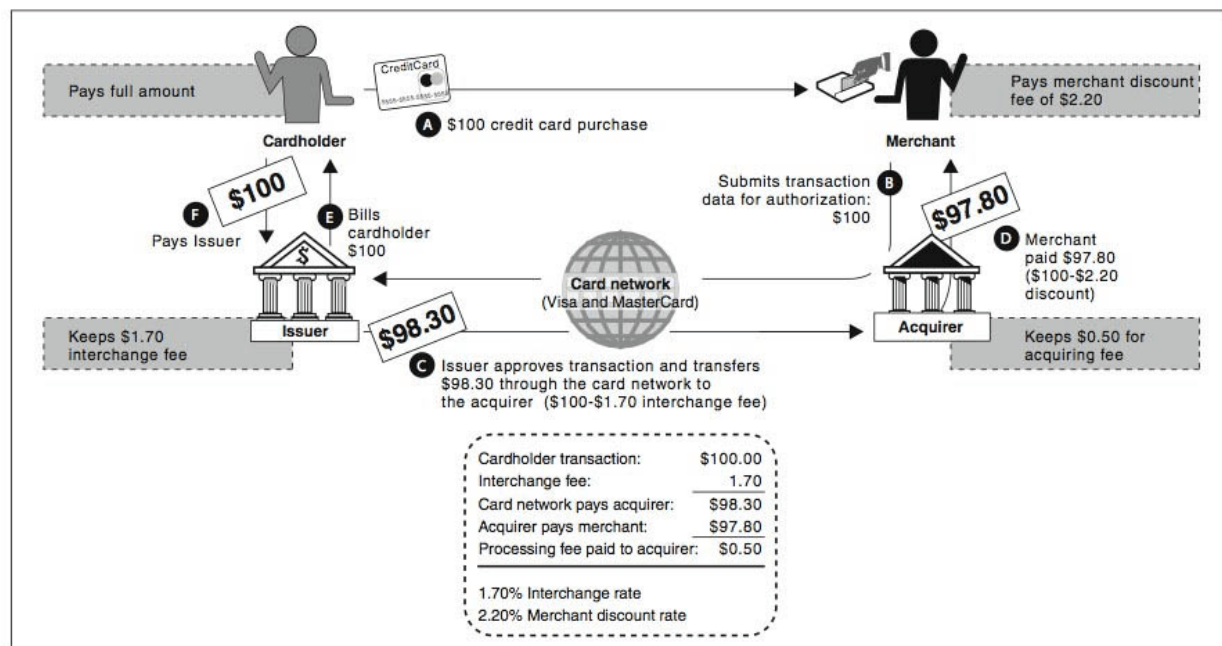 CreditCard
Pays full amount
Pays merchant discount
fee of $2.20
A $100 credit card purchase
Cardholder
Merchant
$100
F
Pays Issuer
E Bills
cardholder
$100
Submits transaction B
data for authorization:
$100
$97.80
D Merchant
paid $97.80
($100-$2.20
discount)
$
Card network
(Visa and MasterCard)
Issuer
Acquirer
Keeps $1.70
interchange fee
$98.30
Keeps $0.50 for
acquiring fee
C Issuer approves transaction and transfers
$98.30 through the card network to
the acquirer ($100-$1.70 interchange fee)
Cardholder transaction: $100.00
Interchange fee: 1.70
Card network pays acquirer: $98.30
Acquirer pays merchant: $97.80
Processing fee paid to acquirer: $0.50
1.70% Interchange rate
2.20% Merchant discount rate